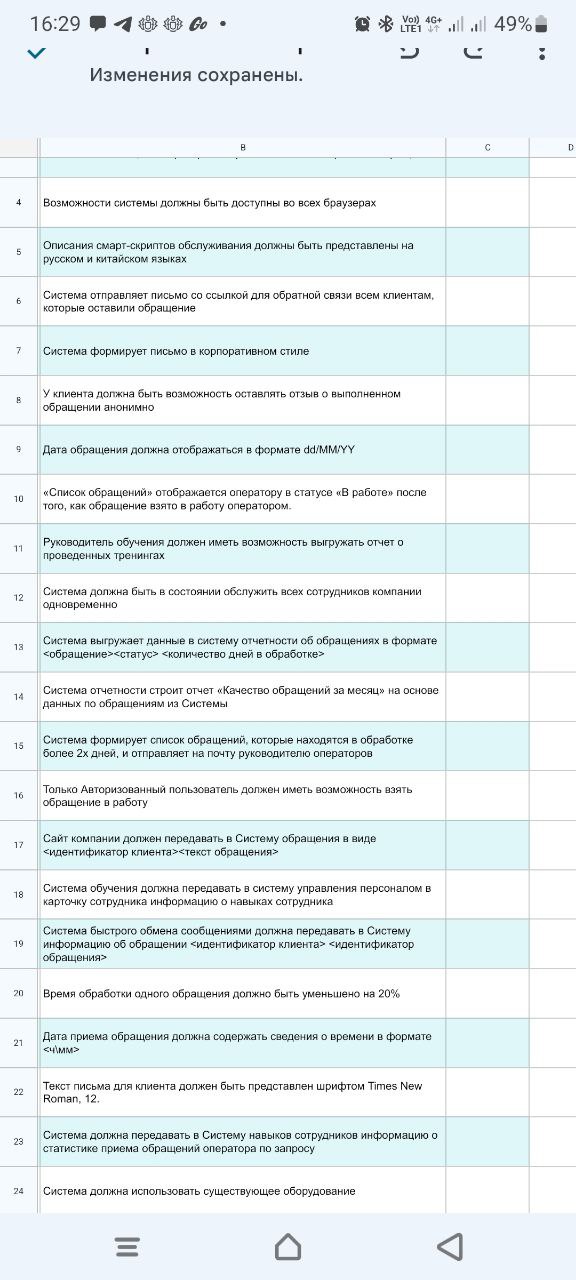 16:29
Go
Vo)) LTE1
4G+
49%
Изменения сохранены.
B C D
4 Возможности системы должны быть доступны во всех браузерах
5 Описания смарт-скриптов обслуживания должны быть представлены на
русском и китайском языках
6 Система отправляет письмо со ссылкой для обратной связи всем клиентам,
которые оставили обращение
7 Система формирует письмо в корпоративном стиле
8 У клиента должна быть возможность оставлять отзыв о выполненном
обращении анонимно
9 Дата обращения должна отображаться в формате dd/MM/YY
10 «Список обращений» отображается оператору в статусе «В работе» после
того, как обращение взято в работу оператором.
11 Руководитель обучения должен иметь возможность выгружать отчет о
проведенных тренингах
12 Система должна быть в состоянии обслужить всех сотрудников компании
одновременно
13 Система выгружает данные в систему отчетности об обращениях в формате
<обращение><статус> <количество дней в обработке>
14 Система отчетности строит отчет «Качество обращений за месяц» на основе
данных по обращениям из Системы
15 Система формирует список обращений, которые находятся в обработке
более 2х дней, и отправляет на почту руководителю операторов
16 Только Авторизованный пользователь должен иметь возможность взять
обращение в работу
17 Сайт компании должен передавать в Систему обращения в виде
<идентификатор клиента><текст обращения>
18 Система обучения должна передавать в систему управления персоналом в
карточку сотрудника информацию о навыках сотрудника
19 Система быстрого обмена сообщениями должна передавать в Систему
информацию об обращении <идентификатор клиента> <идентификатор
обращения>
20 Время обработки одного обращения должно быть уменьшено на 20%
21 Дата приема обращения должна содержать сведения о времени в формате
<ч\мм>
22 Текст письма для клиента должен быть представлен шрифтом Times New
Roman, 12.
23 Система должна передавать в Систему навыков сотрудников информацию о
статистике приема обращений оператора по запросу
24 Система должна использовать существующее оборудование